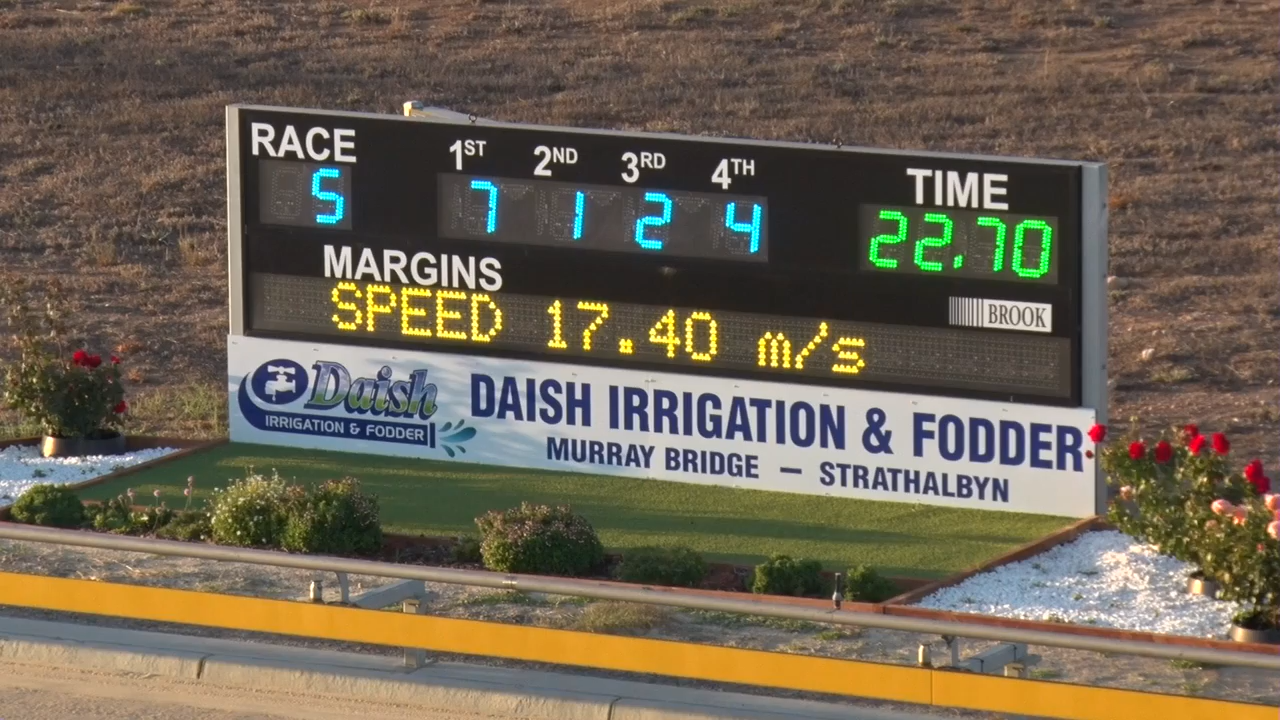 RACE 1ST 2ND 3RD 4TH TIME
5 7 1 2 4 22.70
MARGINS
BROOK
SPEED 17.40 m/s
Daish
IRRIGATION & FODDER
DAISH IRRIGATION & FODDER
MURRAY BRIDGE – STRATHALBYN